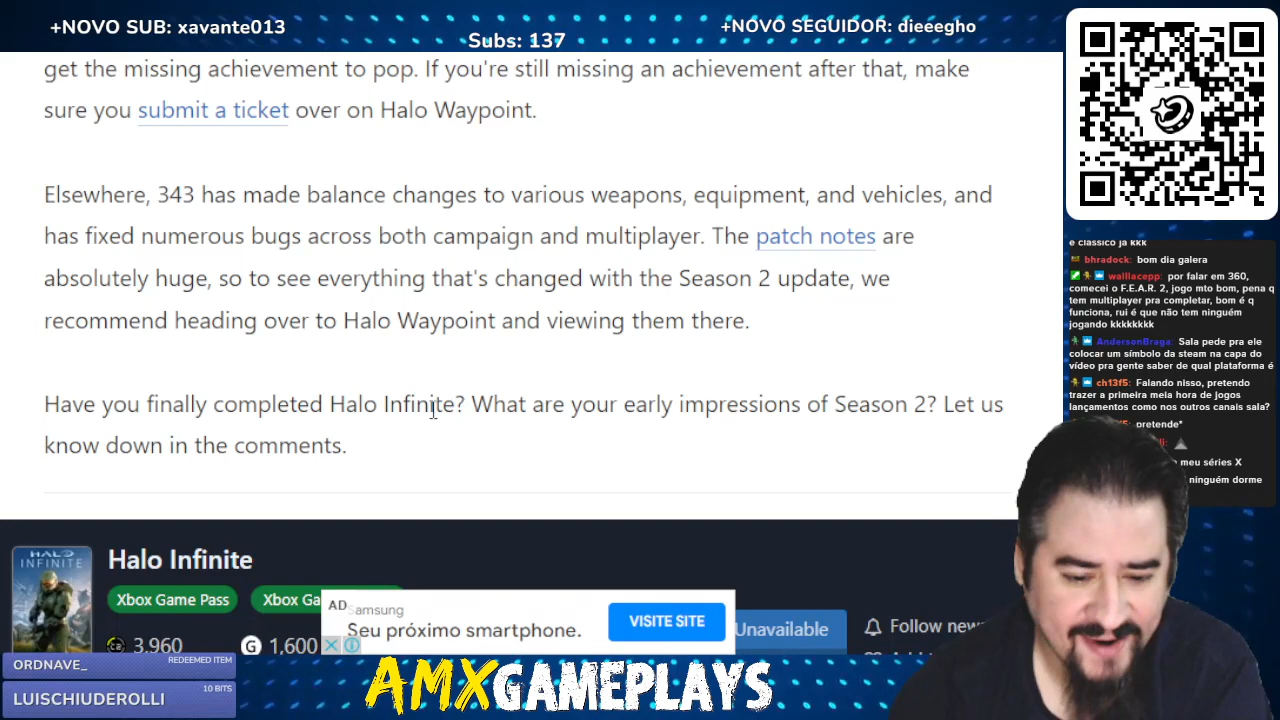 +NOVO SUB: xavante013
Subs: 137
+NOVO SEGUIDOR: dieeegho
get the missing achievement to pop. If you're still missing an achievement after that, make
sure you submit a ticket over on Halo Waypoint.
Elsewhere, 343 has made balance changes to various weapons, equipment, and vehicles, and
has fixed numerous bugs across both campaign and multiplayer. The patch notes are
absolutely huge, so to see everything that's changed with the Season 2 update, we
recommend heading over to Halo Waypoint and viewing them there.
Have you finally completed Halo Infinite? What are your early impressions of Season 2? Let us
know down in the comments.
HALO
INFINITE
Halo Infinite
Xbox Game Pass
Xbox Ga
3,960
1,600
AD
Samsung
Seu próximo smartphone.
VISITE SITE
Unavailable
Follow new
ORDNAVE_
REDEEMED ITEM
LUISCHIUDEROLLI
10 BITS
AMXGAMEPLAYS
e classico ja kkk
bhradock: bom dia galera
walllacepp: por falar em 360,
comecei o F.E.A.R. 2, jogo mto bom, pena q
tem multiplayer pra completar, bom é q
funciona, rui é que não tem ninguém
jogando kkkkkkkk
AndersonBraga: Sala pede pra ele
colocar um símbolo da steam na capa do
vídeo pra gente saber de qual plataforma é
ch13f5: Falando nisso, pretendo
trazer a primeira meia hora de jogos
lançamentos como nos outros canais sala?
pretende*
meu séries X
ninguém dorme